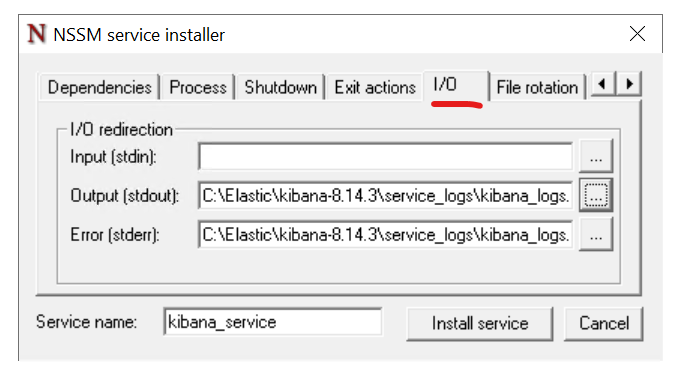 N NSSM service installer
Dependencies Process Shutdown Exit actions I/O File rotation
I/O redirection
Input (stdin): ...
Output (stdout): C:\Elastic\kibana-8.14.3\service_logs\kibana_logs. ...
Error (stderr): C:\Elastic\kibana-8.14.3\service_logs\kibana_logs. ...
Service name: kibana_service Install service Cancel